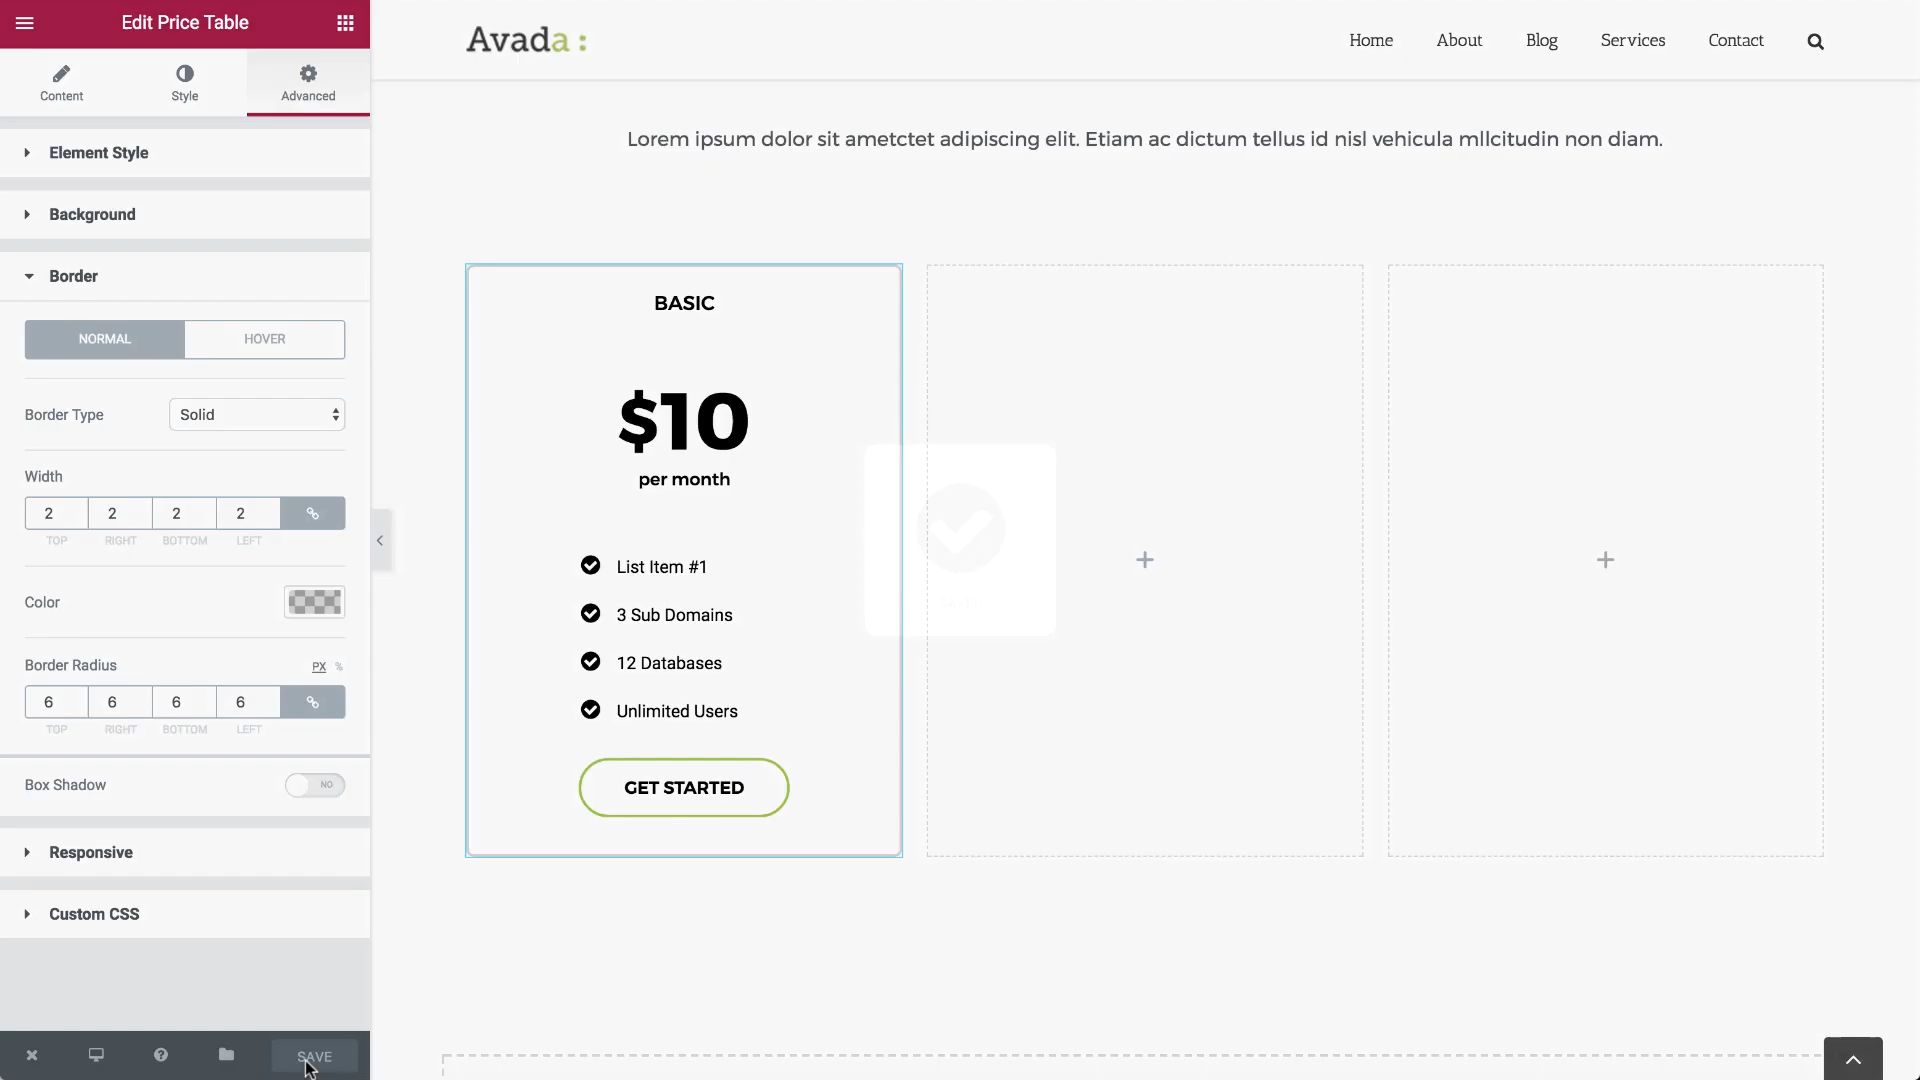 Edit Price Table
Content
Style
Advanced
Element Style
Background
Border
NORMAL
HOVER
Border Type
Solid
Width
2 2 2 2
TOP RIGHT BOTTOM LEFT
Color
Border Radius
PX %
6 6 6 6
TOP RIGHT BOTTOM LEFT
Box Shadow
NO
Responsive
Custom CSS
SAVE
Avada :
Home About Blog Services Contact
Lorem ipsum dolor sit ametctet adipiscing elit. Etiam ac dictum tellus id nisl vehicula mllcitudin non diam.
BASIC
$10
per month
List Item #1
3 Sub Domains
12 Databases
Unlimited Users
GET STARTED